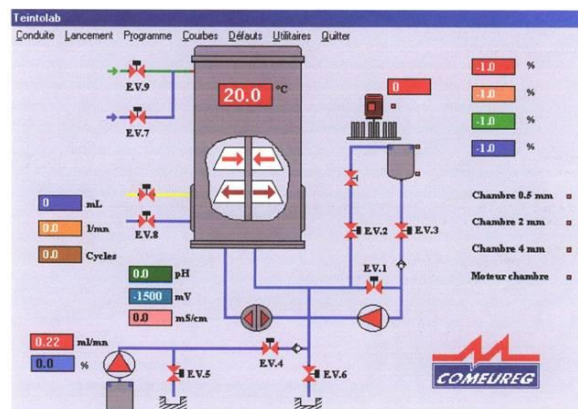 Teintolab
Conduite Lancement Programme Courbes Défauts Utilitaires Quitter
E.V.9
E.V.7
20.0 °C
0
-1.0 %
-1.0 %
-1.0 %
-1.0 %
0 mL
0.0 l/mn
0.0 Cycles
E.V.8
E.V.2
E.V.3
Chambre 0.5 mm
Chambre 2 mm
Chambre 4 mm
Moteur chambre
E.V.1
0.0 pH
-1500 mV
0.0 mS/cm
0.22 ml/mn
0.0 %
E.V.4
E.V.5
E.V.6
COMEUREG